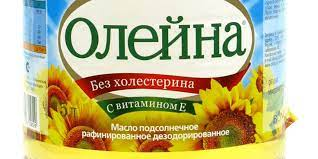 Олейна®
Без холестерина
С витамином Е
Масло подсолнечное
рафинированное дезодорированное